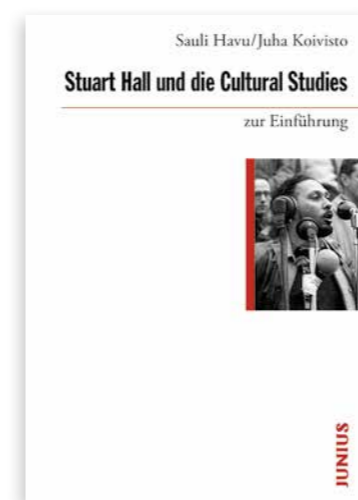 Sauli Havu/Juha Koivisto
Stuart Hall und die Cultural Studies
zur Einführung
JUNIUS